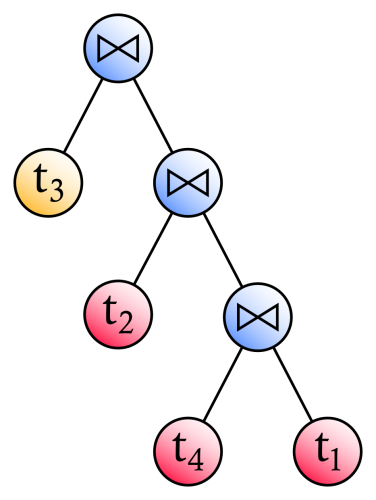 ⋈
t₃ ⋈
t₂ ⋈
t₄ t₁